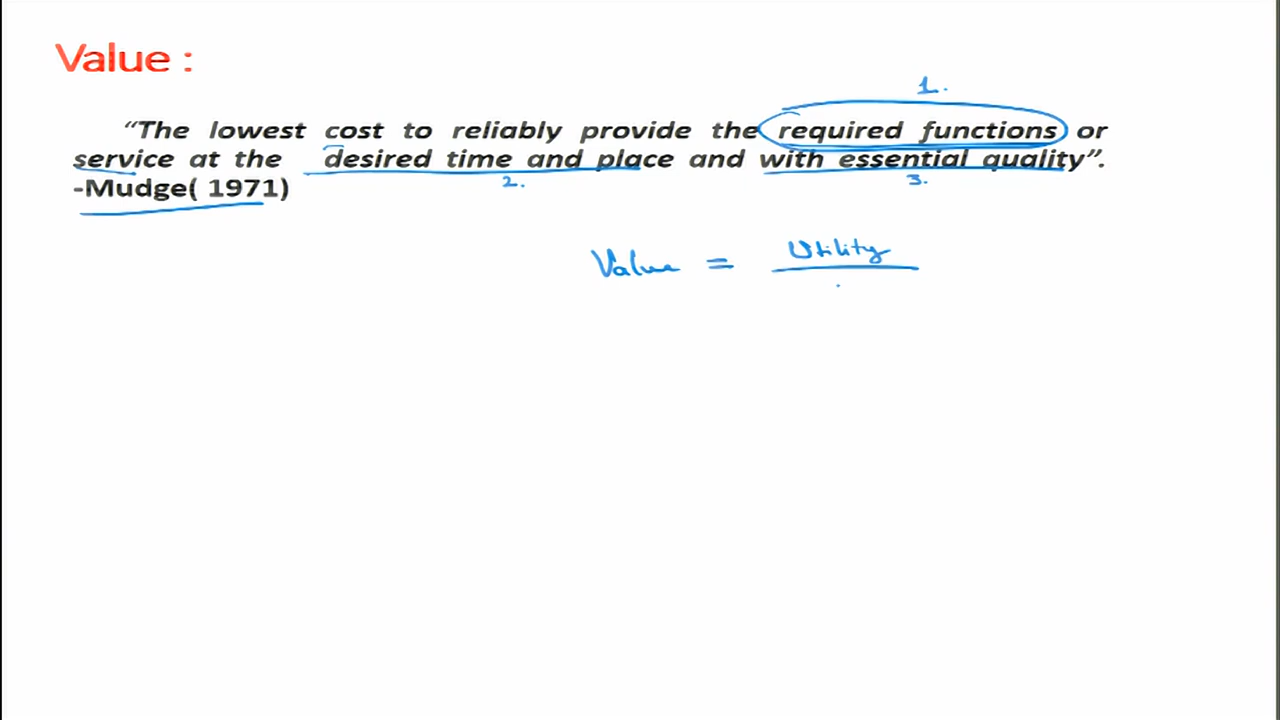 Value :
1.
“The lowest cost to reliably provide the required functions or
service at the desired time and place and with essential quality”.
2. 3.
-Mudge( 1971)
Value = Utility